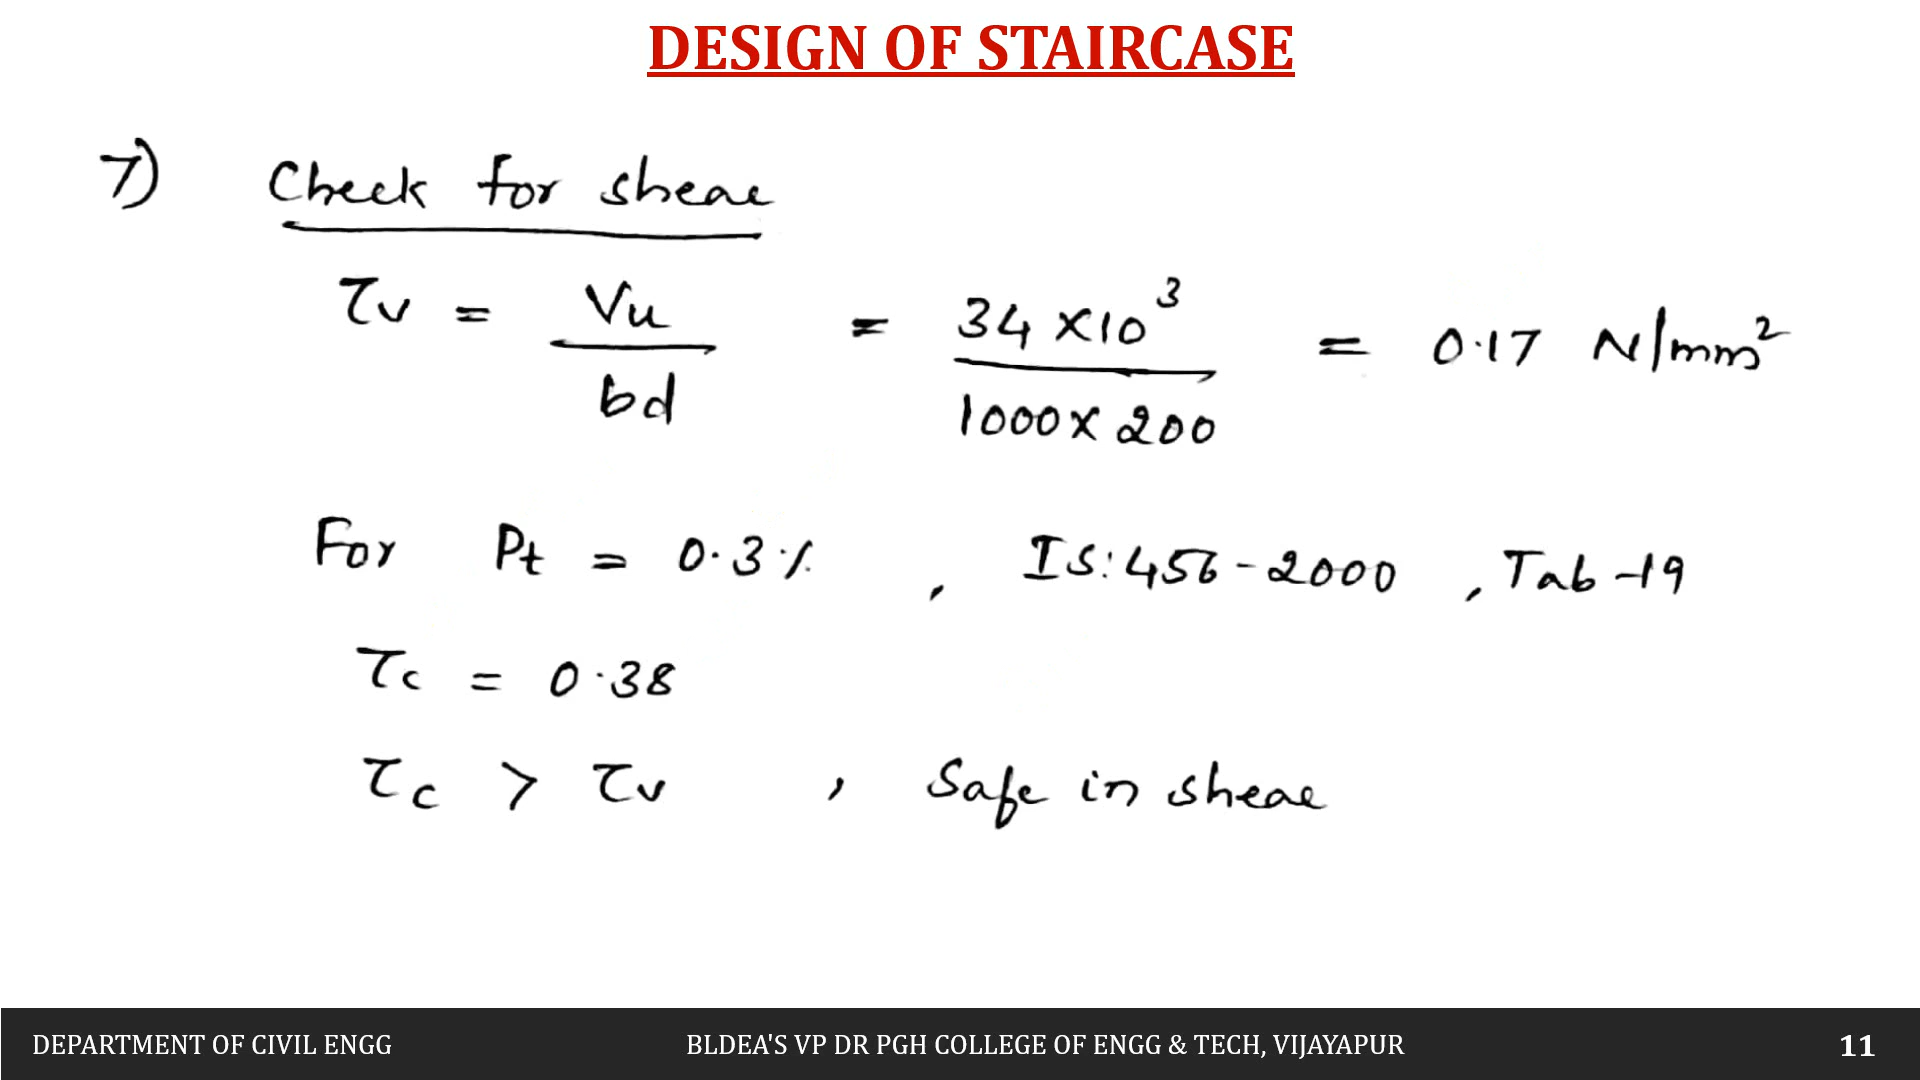 DESIGN OF STAIRCASE
7) Check for shear
τv = Vu / bd = 34 × 10³ / 1000 × 200 = 0.17 N/mm²
For Pt = 0.3 % , IS:456-2000 , Tab-19
τc = 0.38
τc > τv , Safe in shear
DEPARTMENT OF CIVIL ENGG BLDEA'S VP DR PGH COLLEGE OF ENGG & TECH, VIJAYAPUR 11